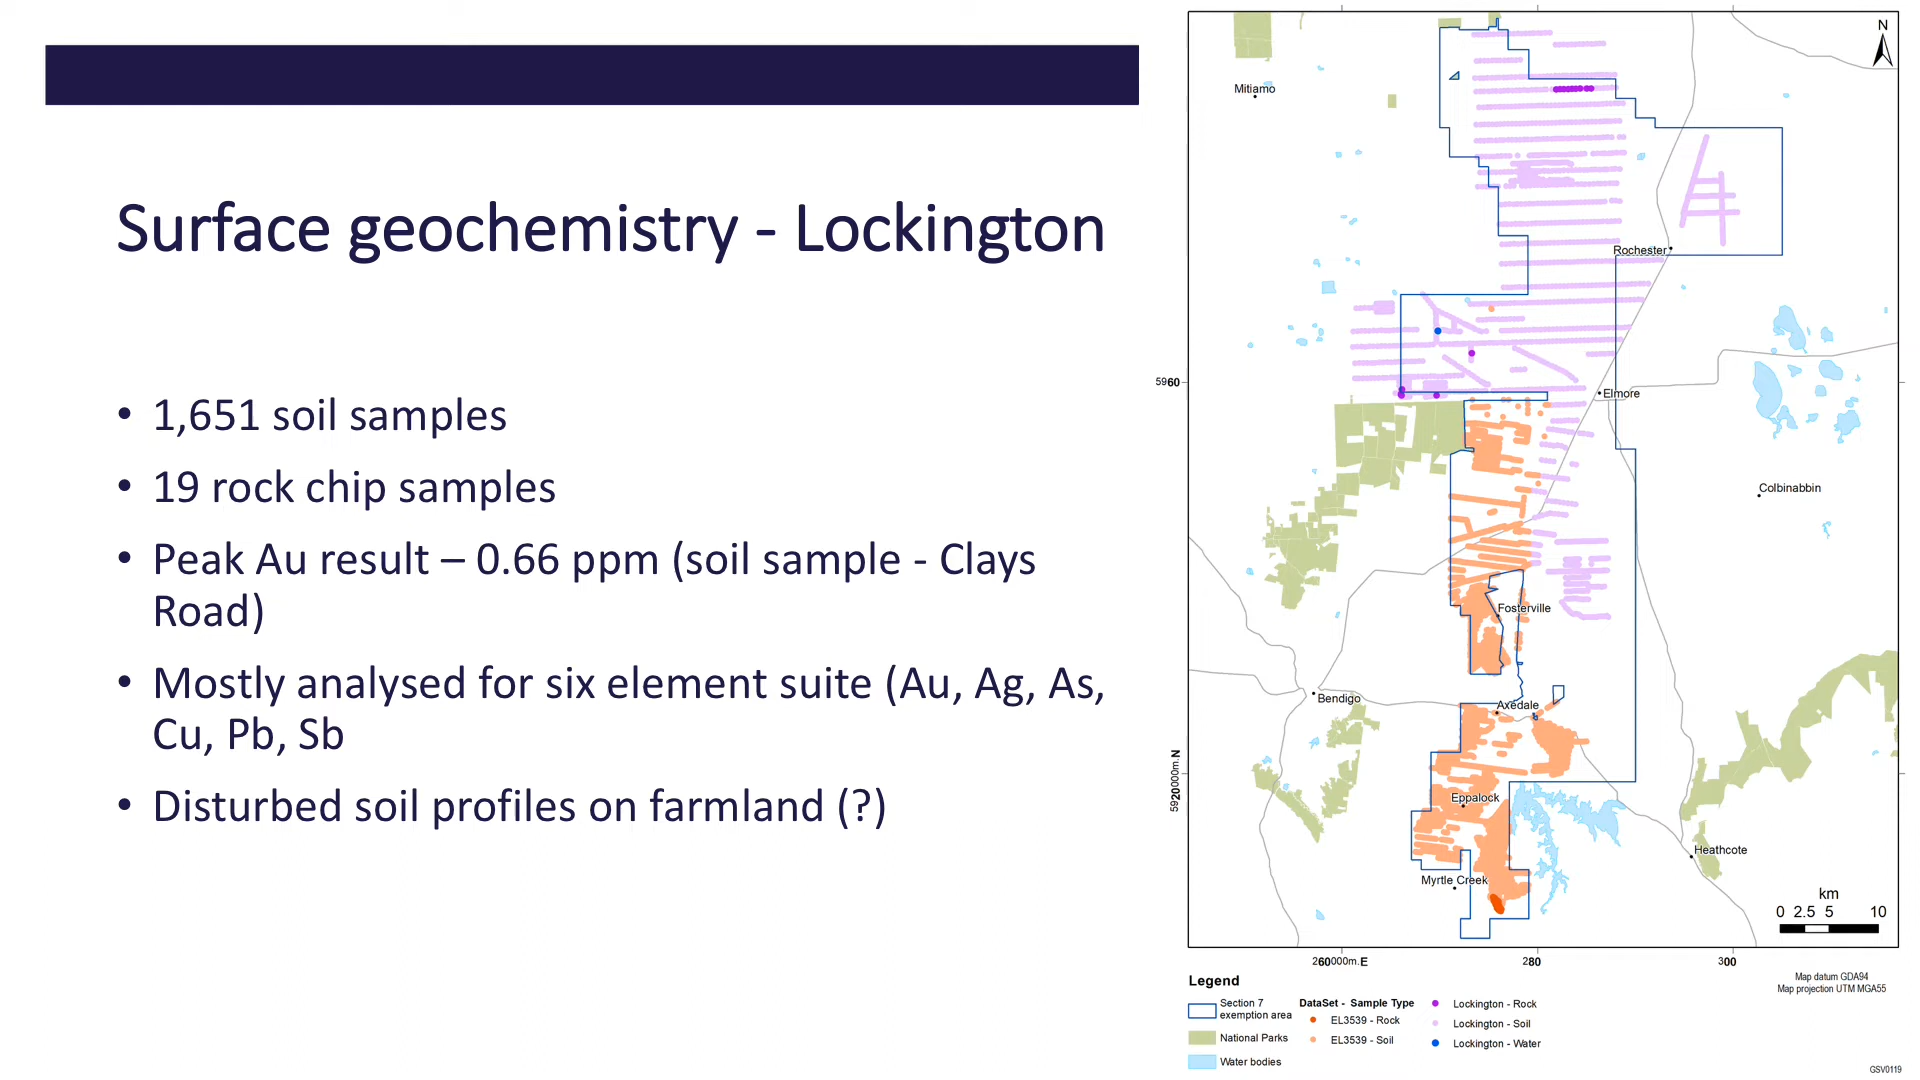 Surface geochemistry - Lockington
• 1,651 soil samples
• 19 rock chip samples
• Peak Au result – 0.66 ppm (soil sample - Clays
Road)
• Mostly analysed for six element suite (Au, Ag, As,
Cu, Pb, Sb
• Disturbed soil profiles on farmland (?)
N
Mitiamo
Rochester
5960
Elmore
Colbinabbin
Fosterville
Bendigo
Axedale
5920000m.N
Eppalock
Heathcote
Myrtle Creek
km
0 2.5 5 10
260000m.E 280 300
Map datum GDA94
Map projection UTM MGA55
Legend
Section 7
exemption area
National Parks
Water bodies
DataSet - Sample Type
EL3539 - Rock
EL3539 - Soil
Lockington - Rock
Lockington - Soil
Lockington - Water
GSV0119